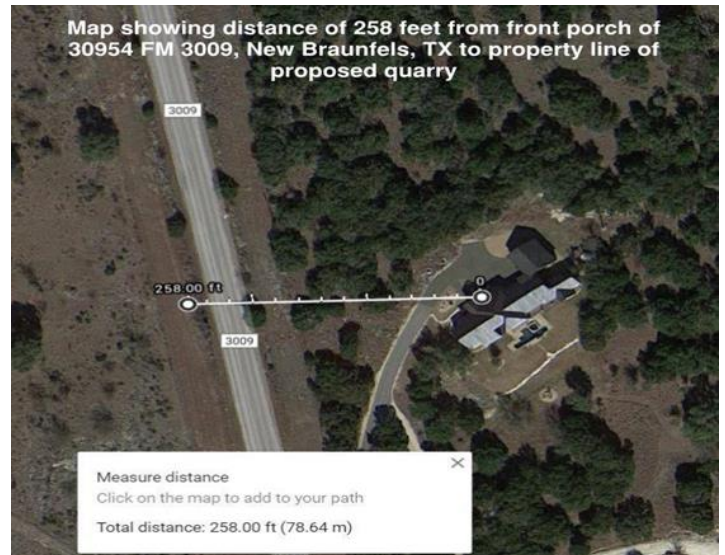 Map showing distance of 258 feet from front porch of
30954 FM 3009, New Braunfels, TX to property line of
proposed quarry
3009
258.00 ft
0
3009
Measure distance
Click on the map to add to your path
Total distance: 258.00 ft (78.64 m)